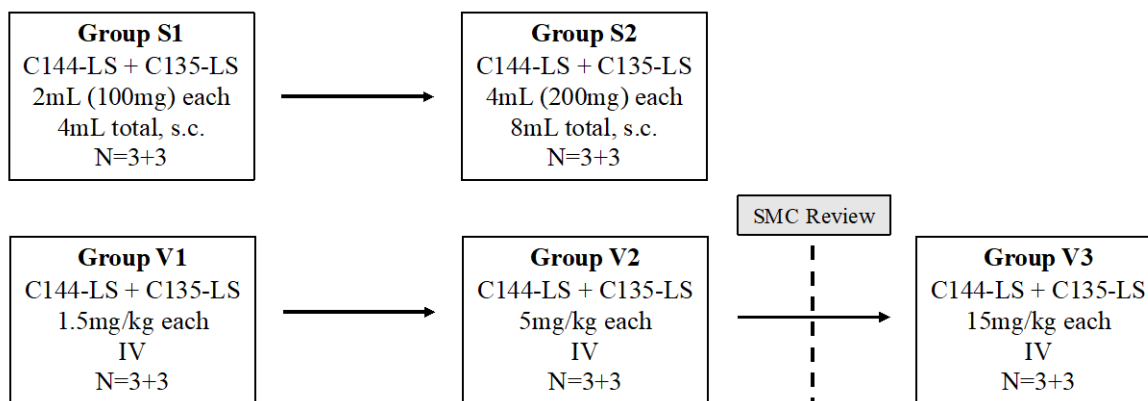 Group S1
C144-LS + C135-LS
2mL (100mg) each
4mL total, s.c.
N=3+3
Group S2
C144-LS + C135-LS
4mL (200mg) each
8mL total, s.c.
N=3+3
SMC Review
Group V1
C144-LS + C135-LS
1.5mg/kg each
IV
N=3+3
Group V2
C144-LS + C135-LS
5mg/kg each
IV
N=3+3
Group V3
C144-LS + C135-LS
15mg/kg each
IV
N=3+3